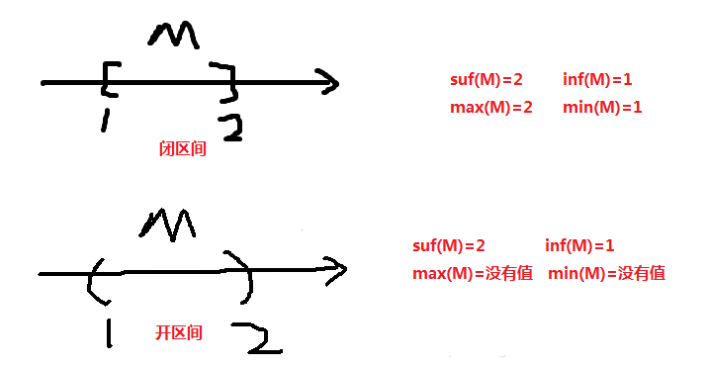 M
[ ]
1 2
闭区间
suf(M)=2 inf(M)=1
max(M)=2 min(M)=1
M
( )
1 2
开区间
suf(M)=2 inf(M)=1
max(M)=没有值 min(M)=没有值